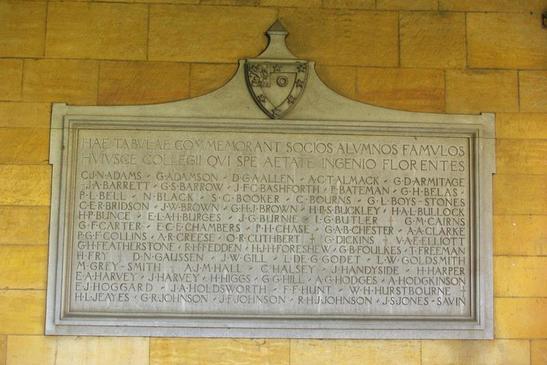 HAE TABVLAE COMMEMORANT SOCIOS ALVMNOS FAMVLOS
HVIVSCE COLLEGII QVI SPE AETATE INGENIO FLORENTES
C·J·N·ADAMS - G·ADAMSON - D·G·A·ALLEN - A·C·TALMACK - G·D·ARMITAGE
J·A·BARRETT - G·S·BARROW - J·F·C·BASHFORTH - P·BATEMAN - G·H·BELAS
P·L·BELL - N·BLACK - S·G·BOOKER - C·BOURNS - G·L·BOYS-STONES
C·E·R·BRIDSON - J·W·BROWN - G·H·J·BROWN - H·P·S·BUCKLEY - H·A·L·BULLOCK
H·P·BUNCE - E·L·A·H·BURGES - J·G·BURNIE - J·G·BUTLER - G·M·CAIRNS
G·F·CARTER - E·C·E·CHAMBERS - P·H·CHASE - G·A·B·CHESTER - A·A·CLARKE
P·G·F·COLLINS - A·R·CREESE - O·R·CUTHBERT - G·DICKINS - V·A·F·ELLIOTT
G·H·FEATHERSTONE - R·H·FEDDEN - H·J·H·FORSHEW - G·B·FOULKES - T·FREEMAN
H·FRY - D·N·GAUSSEN - J·W·GILL - L·DE·G·GODET - L·W·GOLDSMITH
M·GREY-SMITH - A·J·M·HALL - C·HALSEY - J·HANDYSIDE - H·HARPER
E·A·HARVEY - J·HARVEY - H·HIGGS - G·G·HILL - A·G·HODGES - A·HODGKINSON
E·J·HOGGARD - J·A·HOLDSWORTH - F·F·HUNT - W·H·HURSTBOURNE
H·L·JEAYES - G·R·JOHNSON - J·F·JOHNSON - R·H·JOHNSON - J·S·JONES-SAVIN